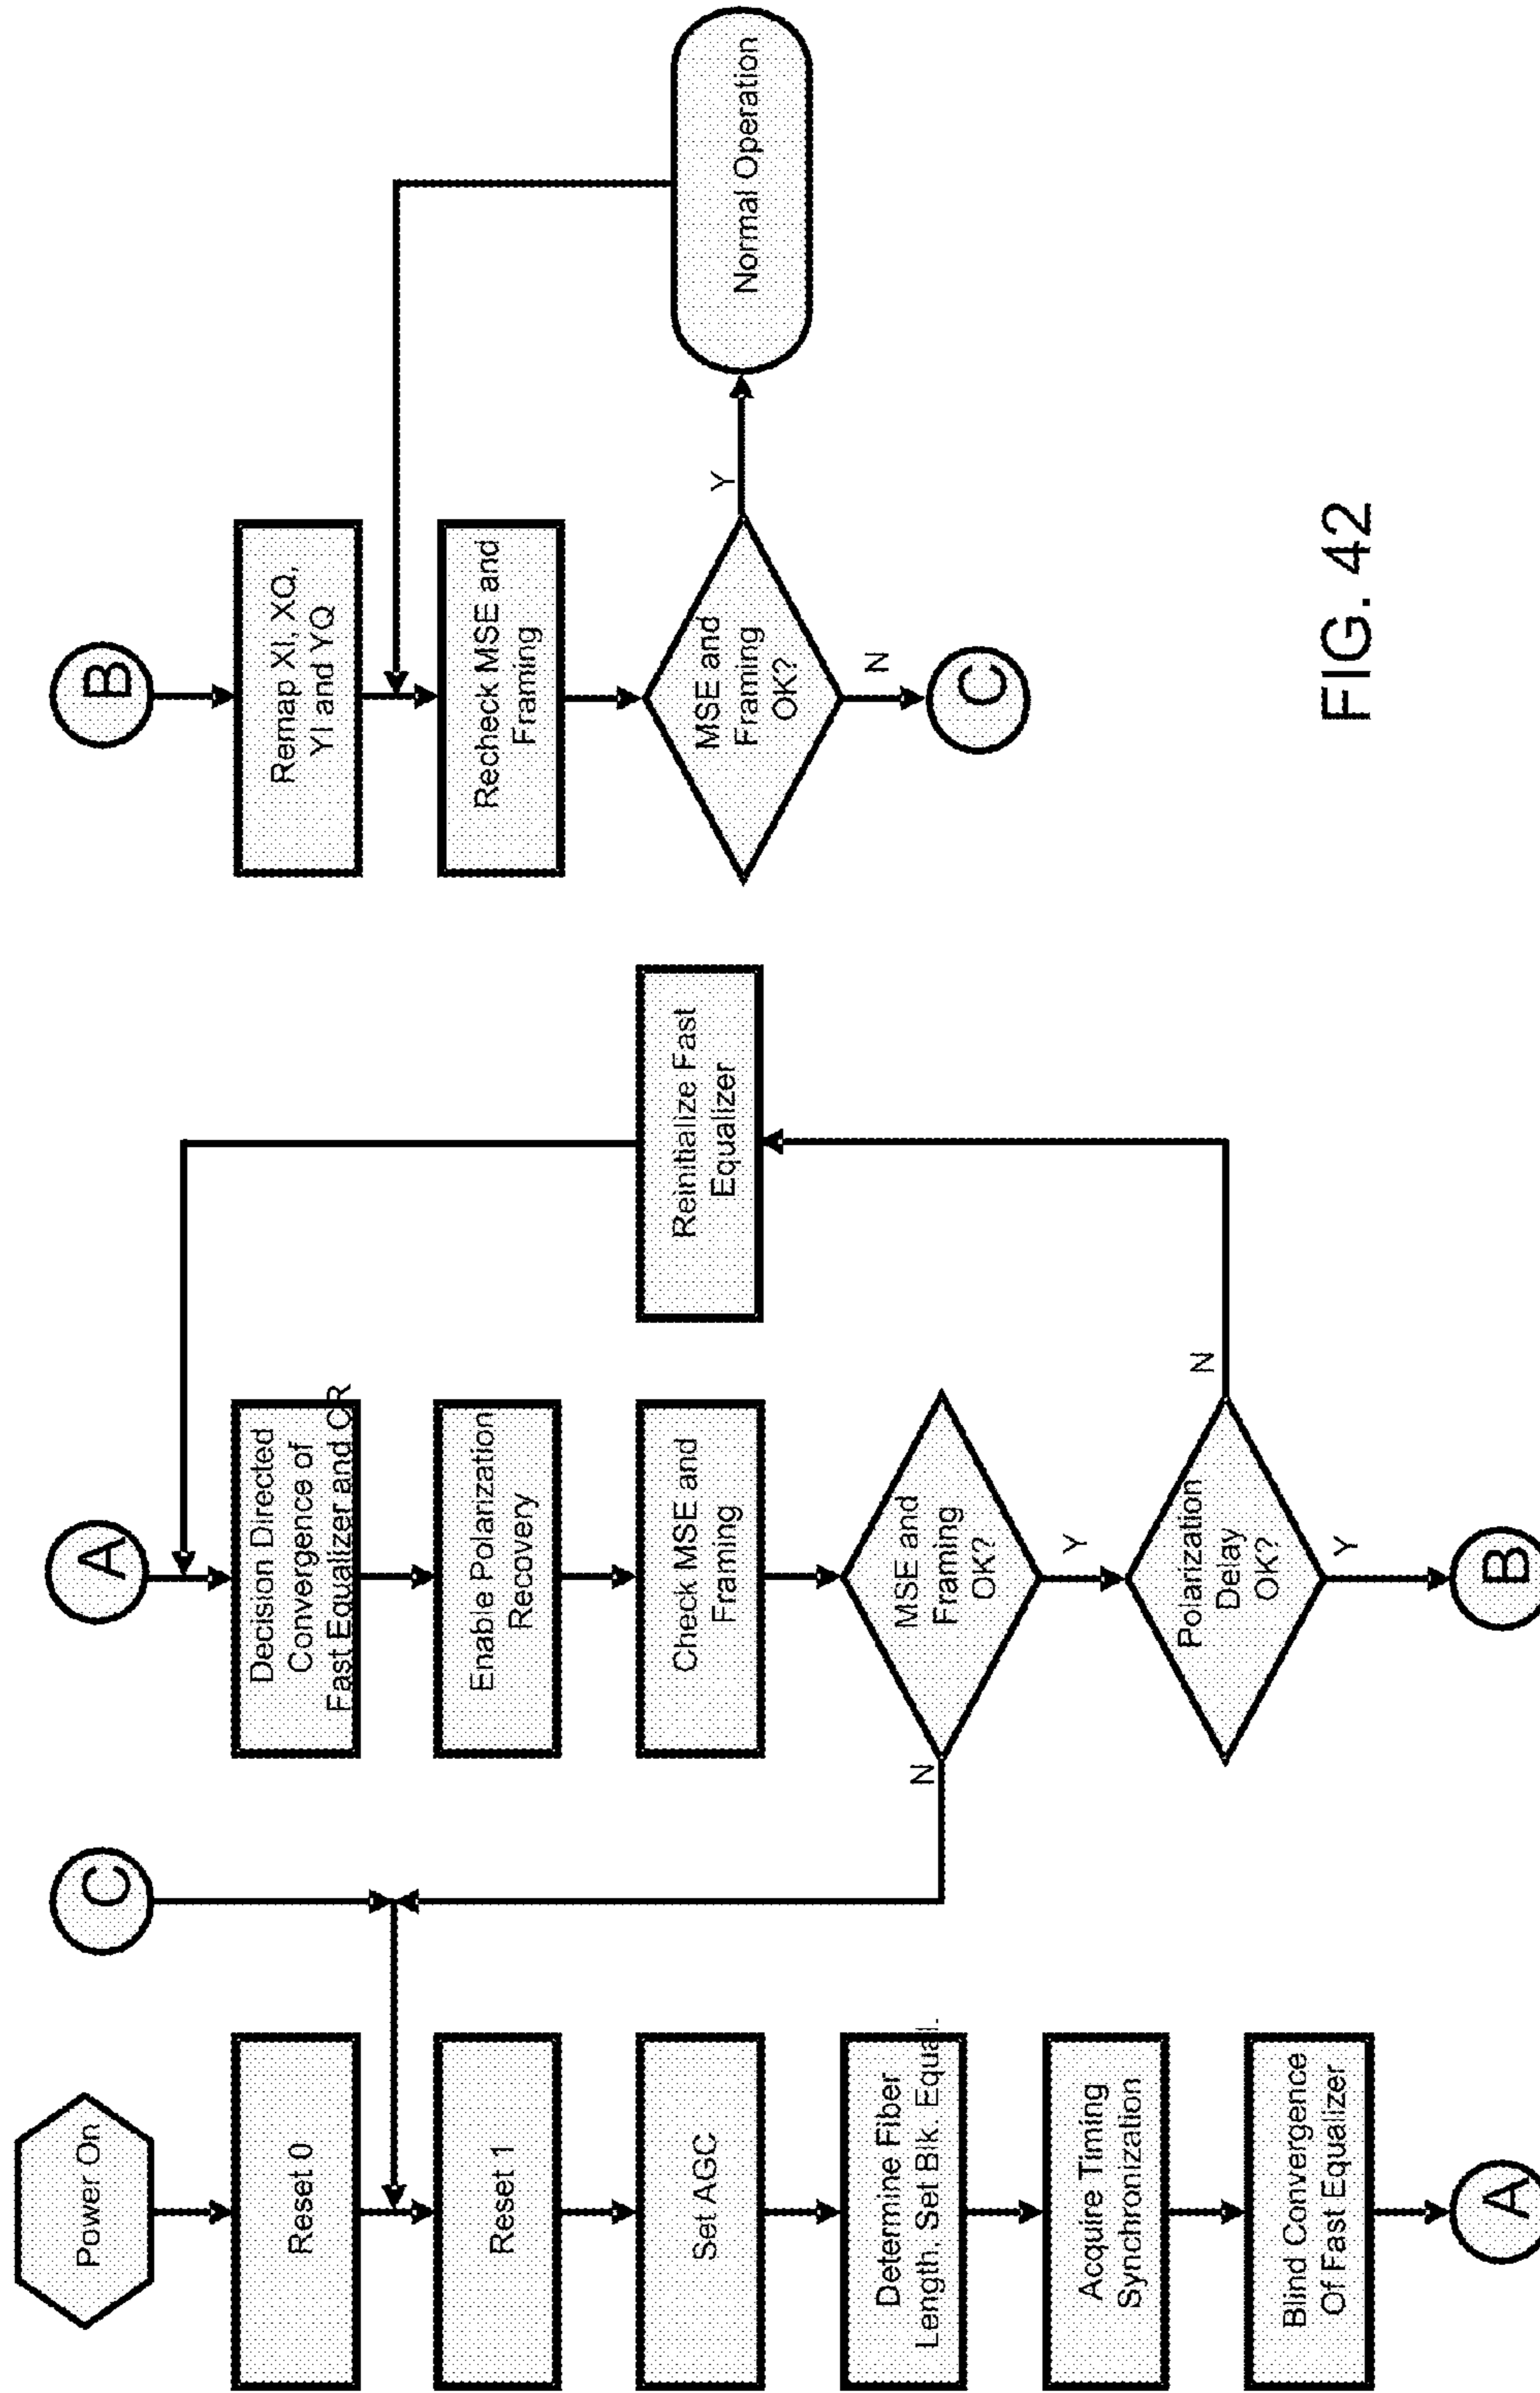 Power On
Reset 0
Reset 1
Set AGC
Determine Fiber
Length, Set Blk. Equal.
Acquire Timing
Synchronization
Blind Convergence
Of Fast Equalizer
A
C
A
Decision Directed
Convergence of
Fast Equalizer and CR
Enable Polarization
Recovery
Check MSE and
Framing
MSE and
Framing
OK?
N
Y
Polarization
Delay
OK?
N
Y
B
Reinitialize Fast
Equalizer
B
Remap XI, XQ,
YI and YQ
Recheck MSE and
Framing
MSE and
Framing
OK?
Y
N
C
Normal Operation
FIG. 42